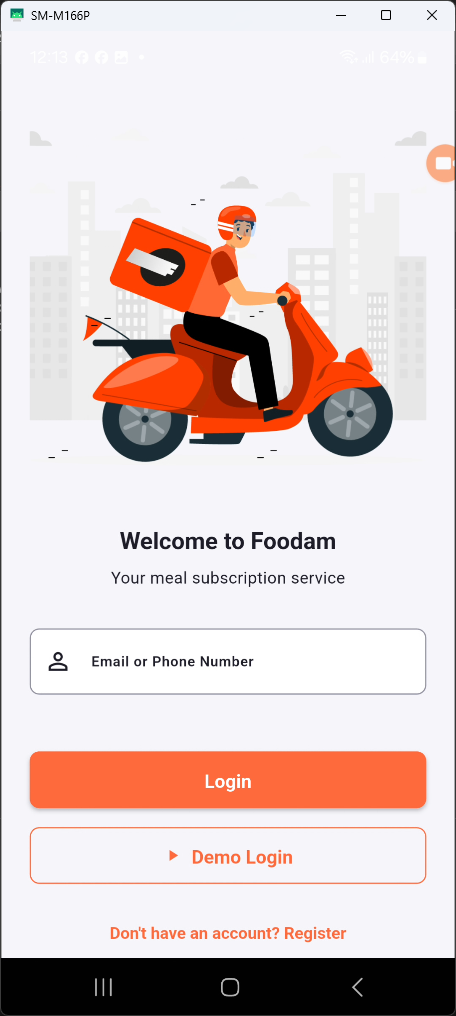 SM-M166P
12:13
64%
Welcome to Foodam
Your meal subscription service
Email or Phone Number
Login
Demo Login
Don't have an account? Register